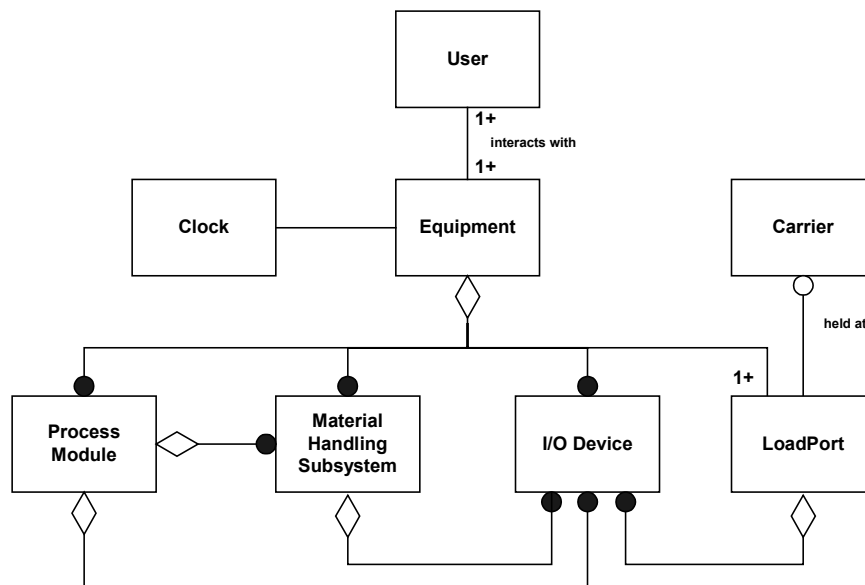 User
1+
interacts with
1+
Clock
Equipment
Carrier
held at
1+
Process
Module
Material
Handling
Subsystem
I/O Device
LoadPort